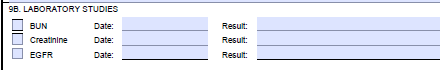 9B. LABORATORY STUDIES
BUN Date: Result:
Creatinine Date: Result:
EGFR Date: Result: